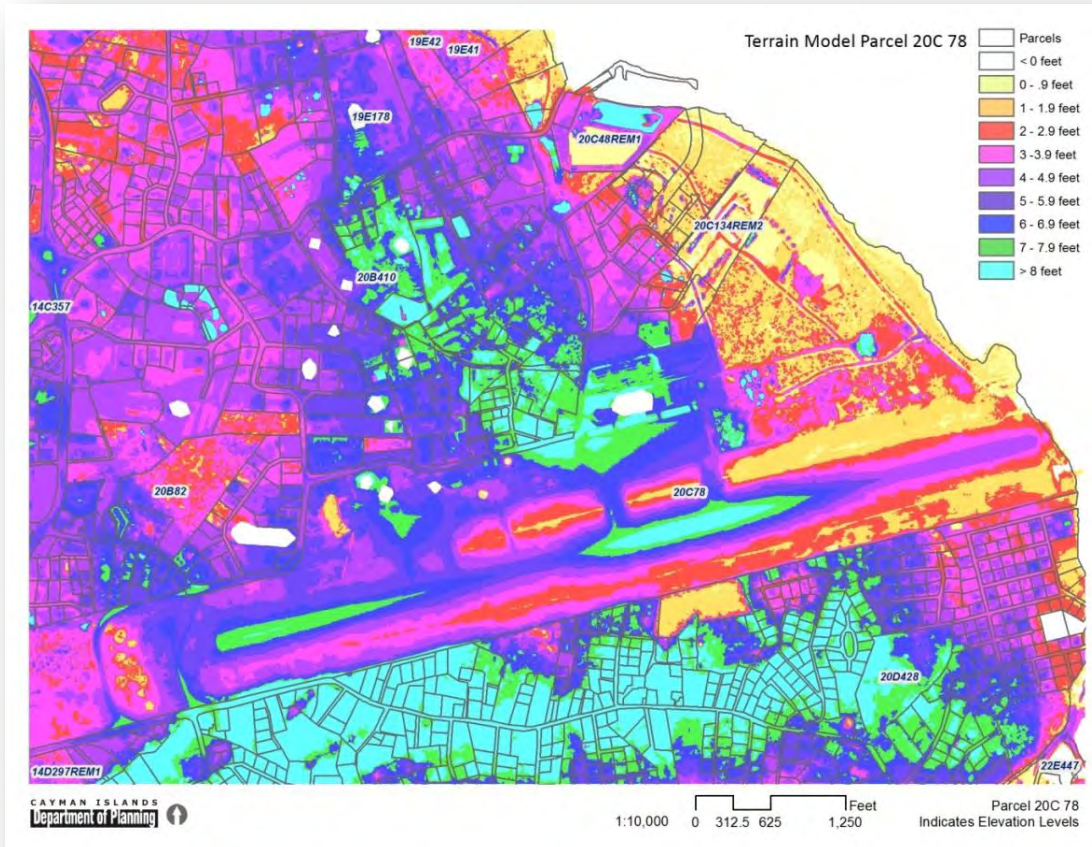 Terrain Model Parcel 20C 78
Parcels
< 0 feet
0 - .9 feet
1 - 1.9 feet
2 - 2.9 feet
3 -3.9 feet
4 - 4.9 feet
5 - 5.9 feet
6 - 6.9 feet
7 - 7.9 feet
> 8 feet
19E42
19E41
19E178
20C48REM1
20C134REM2
20B410
14C357
20B82
20C78
20D428
14D297REM1
22E447
CAYMAN ISLANDS
Department of Planning
1:10,000
0 312.5 625 1,250
Feet
Parcel 20C 78
Indicates Elevation Levels